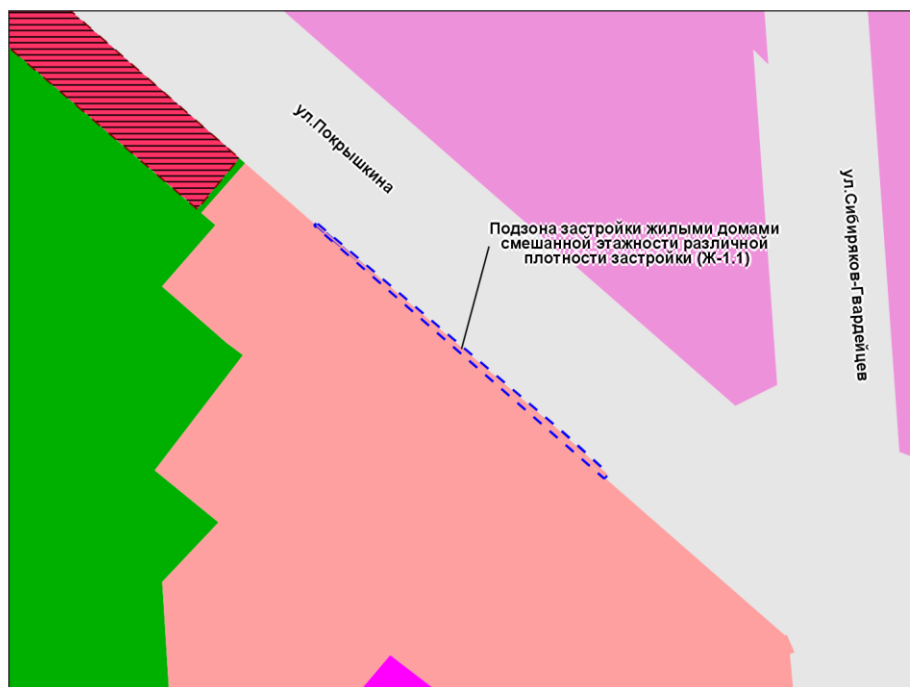 ул.Покрышкина
Подзона застройки жилыми домами
смешанной этажности различной
плотности застройки (Ж-1.1)
ул.Сибиряков-Гвардейцев